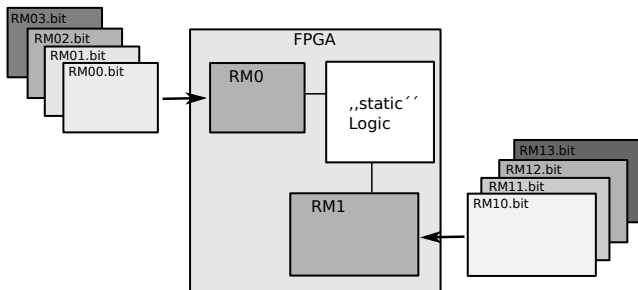 RM03.bit
RM02.bit
RM01.bit
RM00.bit
FPGA
RM0
,,static´´
Logic
RM1
RM13.bit
RM12.bit
RM11.bit
RM10.bit